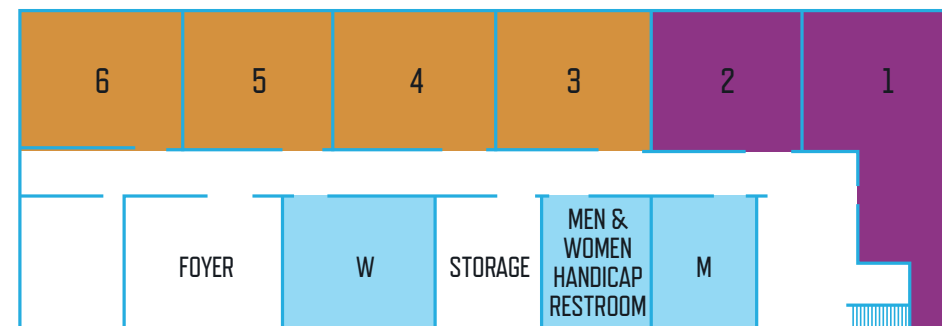 6
5
4
3
2
1
FOYER
W
STORAGE
MEN &
WOMEN
HANDICAP
RESTROOM
M